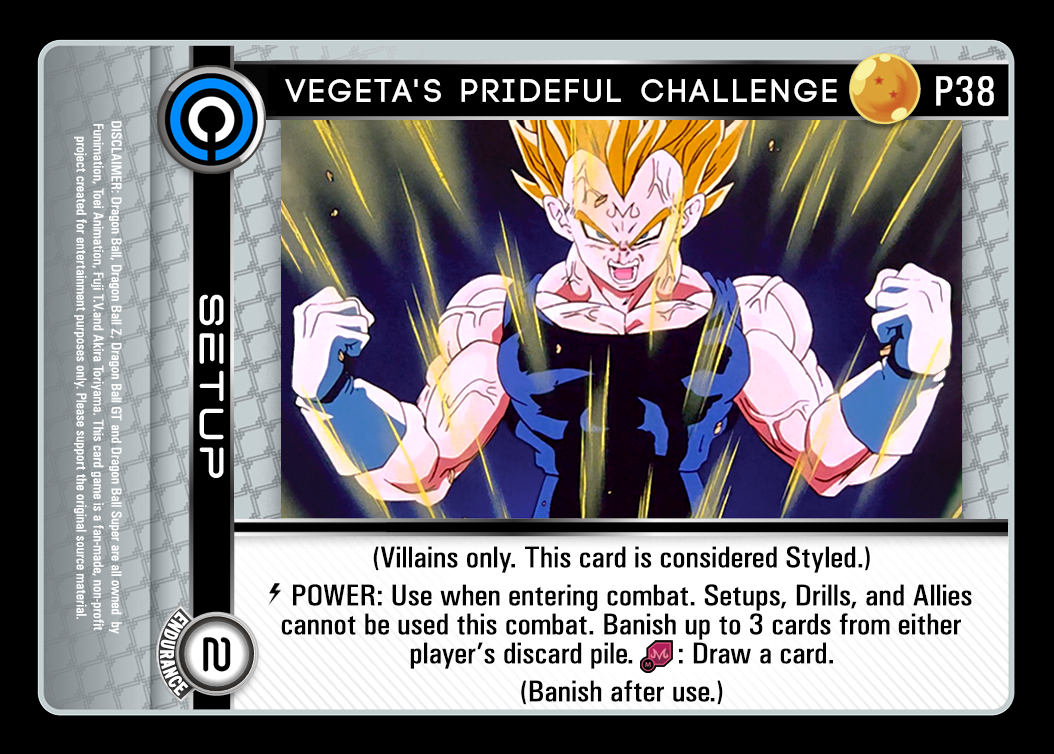 VEGETA'S PRIDEFUL CHALLENGE
P38
SETUP
DISCLAIMER: Dragon Ball, Dragon Ball Z, Dragon Ball GT and Dragon Ball Super are all owned by
Funimation, Toei Animation, Fuji T.V.and Akira Toriyama. This card game is a fan-made, non-profit
project created for entertainment purposes only. Please support the original source material.
(Villains only. This card is considered Styled.)
POWER: Use when entering combat. Setups, Drills, and Allies
cannot be used this combat. Banish up to 3 cards from either
player's discard pile. M : Draw a card.
(Banish after use.)
ENDURANCE
2